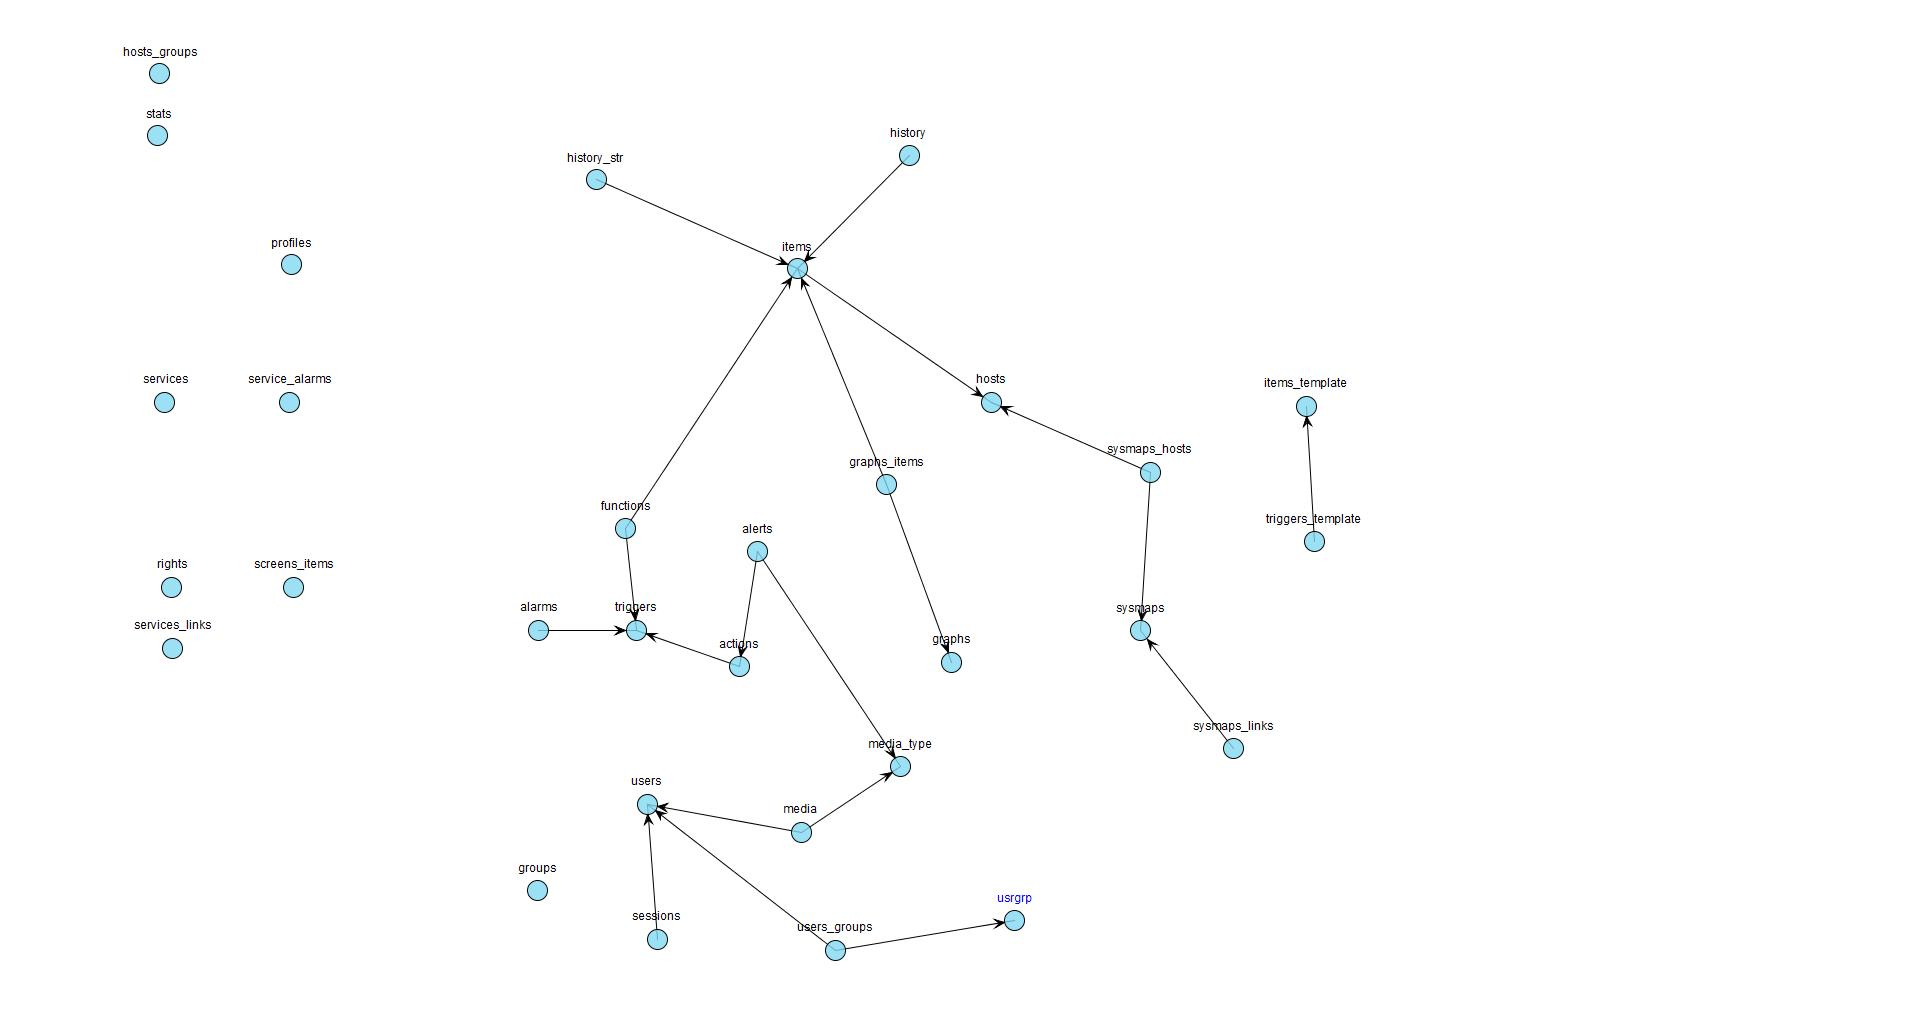 hosts_groups
stats
history
history_str
profiles
items
services
service_alarms
hosts
items_template
sysmaps_hosts
graphs_items
functions
triggers_template
alerts
rights
screens_items
alarms
triggers
sysmaps
services_links
graphs
actions
sysmaps_links
media_type
users
media
groups
usrgrp
sessions
users_groups